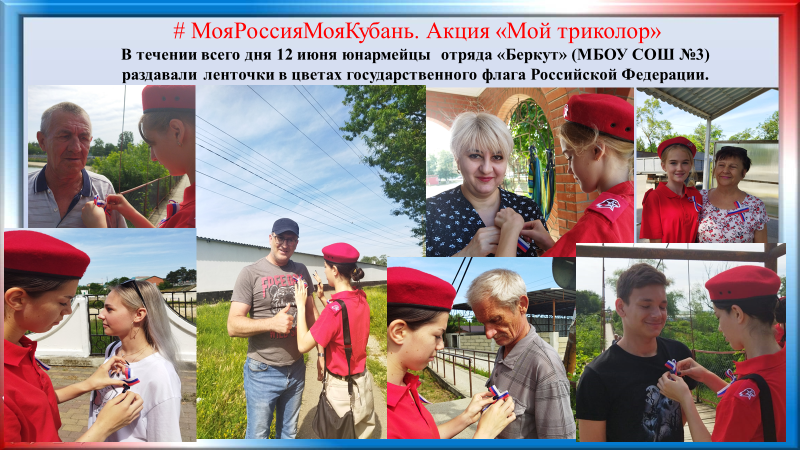 # МояРоссияМояКубань. Акция «Мой триколор»
В течении всего дня 12 июня юнармейцы отряда «Беркут» (МБОУ СОШ №3)
раздавали ленточки в цветах государственного флага Российской Федерации.